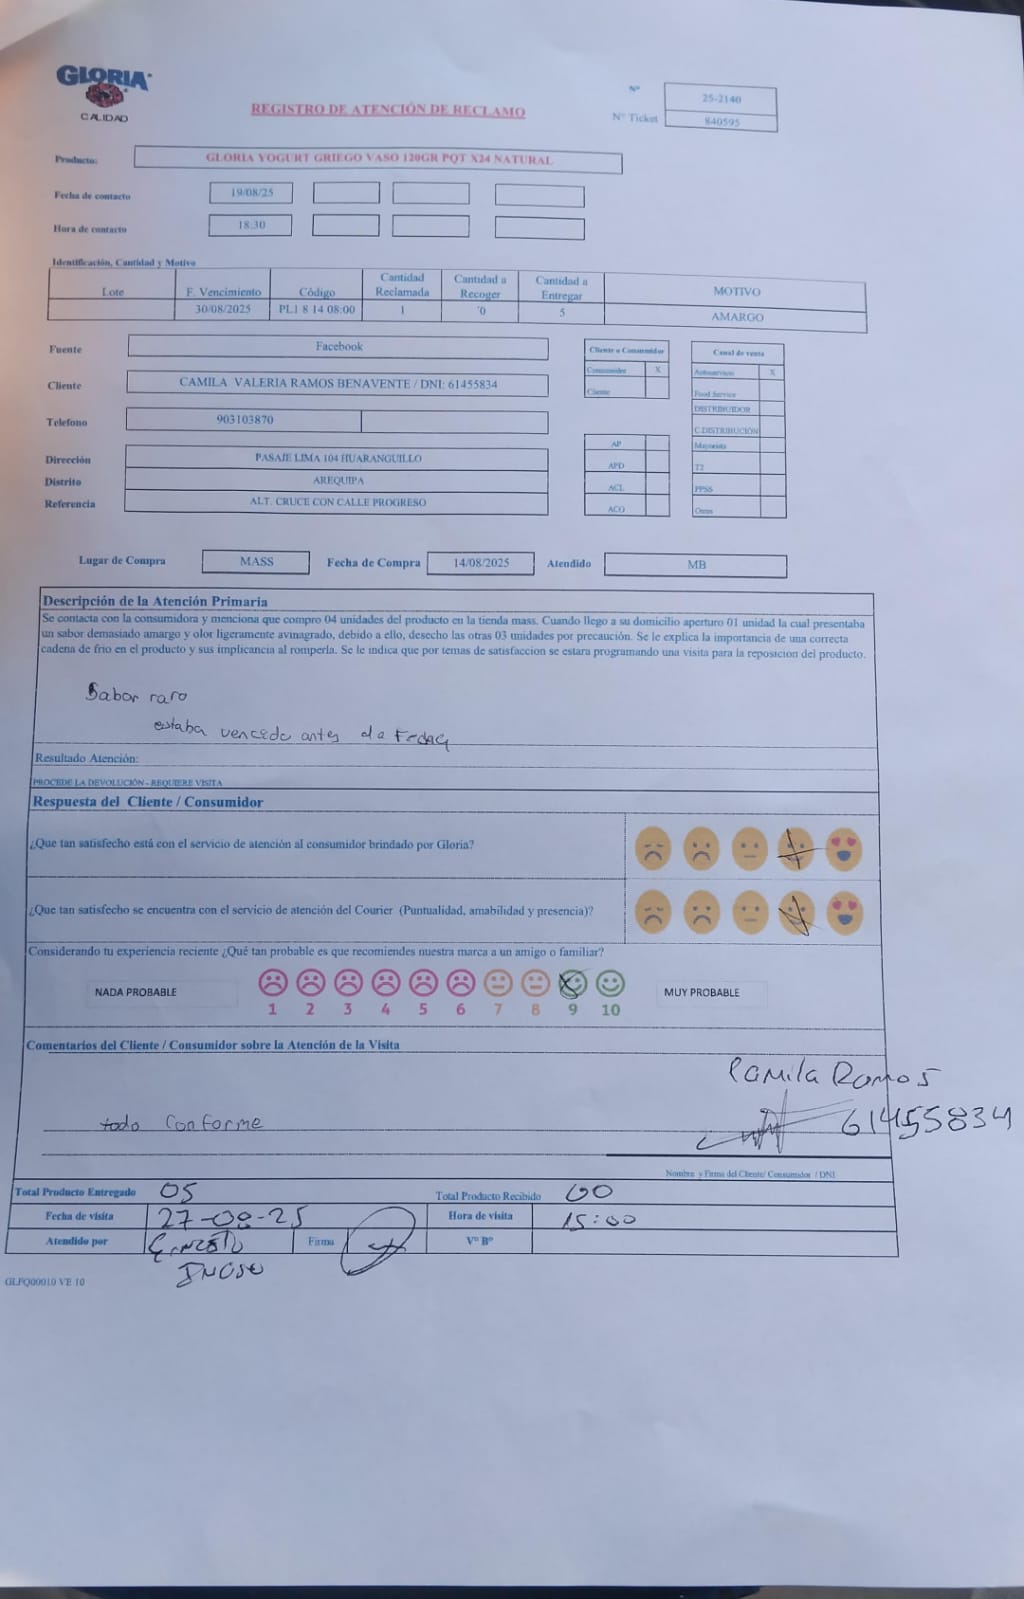 GLORIA
CALIDAD
REGISTRO DE ATENCIÓN DE RECLAMO
Nº 25-2140
Nº Ticket 840595
Producto: GLORIA YOGURT GRIEGO VASO 120GR PQT X24 NATURAL
Fecha de contacto 19/08/25
Hora de contacto 18:30
Identificación, Cantidad y Motivo
Lote F. Vencimiento Código Cantidad Reclamada Cantidad a Recoger Cantidad a Entregar MOTIVO
30/08/2025 PL1 8 14 08:00 1 0 5 AMARGO
Fuente Facebook
Cliente CAMILA VALERIA RAMOS BENAVENTE / DNI: 61455834
Telefono 903103870
Dirección PASAJE LIMA 104 HUARANGUILLO
Distrito AREQUIPA
Referencia ALT. CRUCE CON CALLE PROGRESO
Cliente o Consumidor
Consumidor X
Cliente
AP
APD
ACL
ACO
Canal de venta
Autoservicio X
Food Service
DISTRIBUIDOR
C.DISTRIBUCIÓN
Mayorista
T2
PPSS
Otros
Lugar de Compra MASS Fecha de Compra 14/08/2025 Atendido MB
Descripción de la Atención Primaria
Se contacta con la consumidora y menciona que compro 04 unidades del producto en la tienda mass. Cuando llego a su domicilio aperturo 01 unidad la cual presentaba
un sabor demasiado amargo y olor ligeramente avinagrado, debido a ello, desecho las otras 03 unidades por precaución. Se le explica la importancia de una correcta
cadena de frio en el producto y sus implicancia al romperla. Se le indica que por temas de satisfaccion se estara programando una visita para la reposicion del producto.
Sabor raro
estaba vencido antes de
Resultado Atención:
PROCEDE LA DEVOLUCIÓN - REQUIERE VISITA
Respuesta del Cliente / Consumidor
¿Que tan satisfecho está con el servicio de atención al consumidor brindado por Gloria?
¿Que tan satisfecho se encuentra con el servicio de atención del Courier (Puntualidad, amabilidad y presencia)?
Considerando tu experiencia reciente ¿Qué tan probable es que recomiendes nuestra marca a un amigo o familiar?
NADA PROBABLE 1 2 3 4 5 6 7 8 9 10 MUY PROBABLE
Comentarios del Cliente / Consumidor sobre la Atención de la Visita
Camila Ramos
todo conforme
61455834
Nombre y Firma del Cliente/ Consumidor / DNI
Total Producto Entregado 05 Total Producto Recibido 00
Fecha de visita 27-08-25 Hora de visita 15:00
Atendido por Firma Vº Bº
GLFQ00010 VE 10